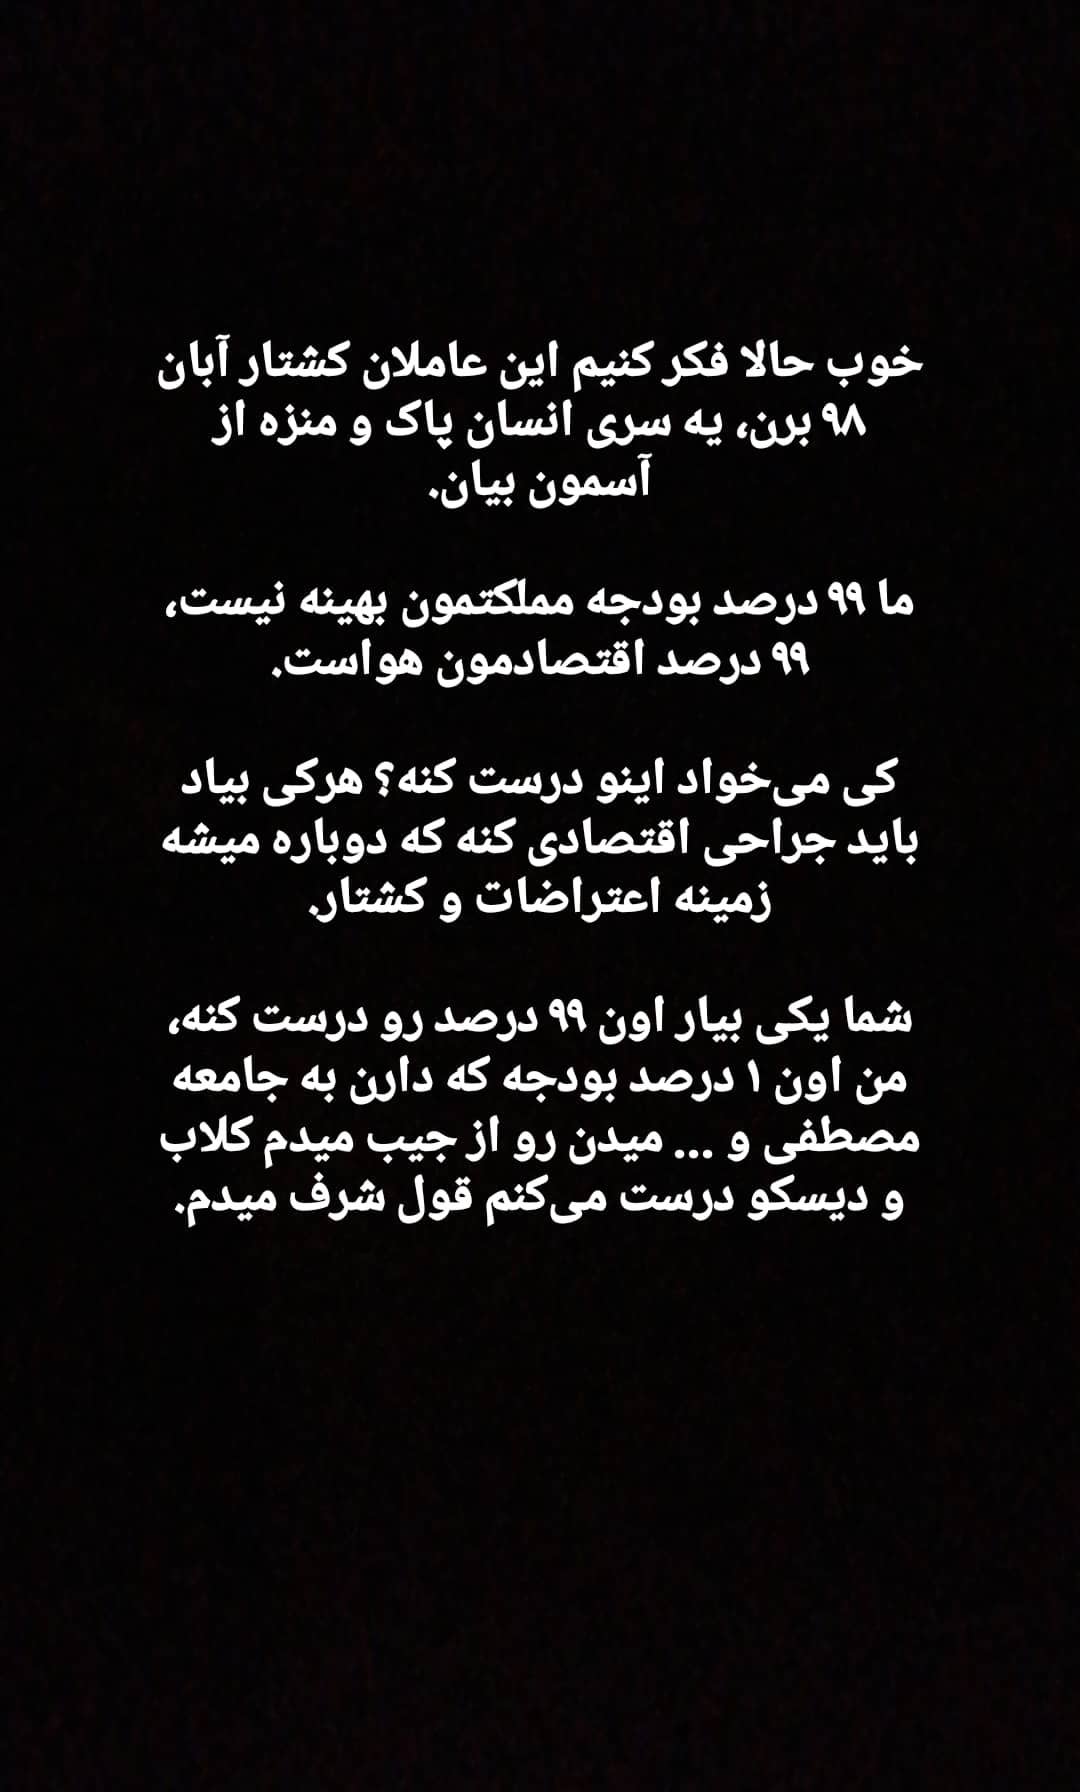 خوب حالا فکر کنیم این عاملان کشتار آبان
۹۸ برن، یه سری انسان پاک و منزه از
آسمون بیان.
ما ۹۹ درصد بودجه مملکتمون بهینه نیست،
۹۹ درصد اقتصادمون هواست.
کی می‌خواد اینو درست کنه؟ هرکی بیاد
باید جراحی اقتصادی کنه که دوباره میشه
زمینه اعتراضات و کشتار.
شما یکی بیار اون ۹۹ درصد رو درست کنه،
من اون ۱ درصد بودجه که دارن به جامعه
مصطفی و ... میدن رو از جیب میدم کلاب
و دیسکو درست می‌کنم قول شرف میدم.